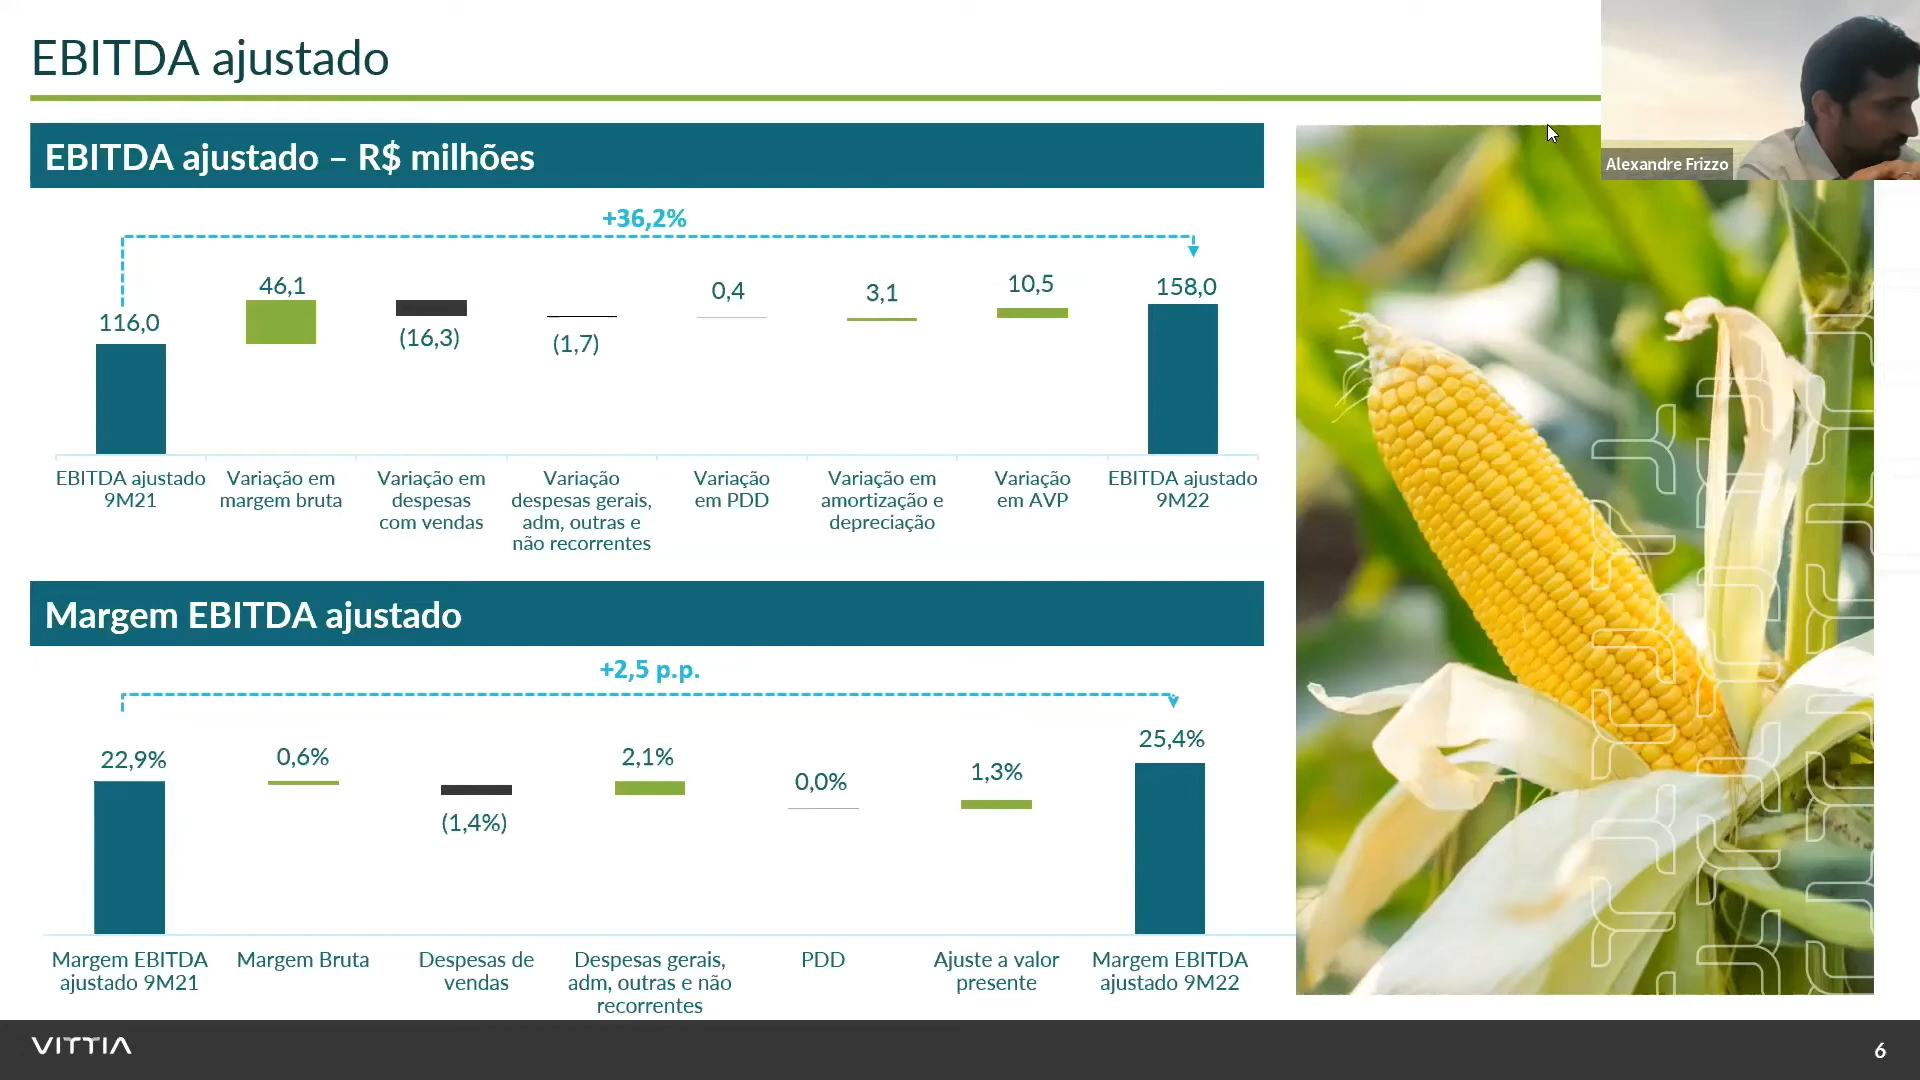 EBITDA ajustado
Alexandre Frizzo
EBITDA ajustado – R$ milhões
+36,2%
116,0
46,1
(16,3)
(1,7)
0,4
3,1
10,5
158,0
EBITDA ajustado
9M21
Variação em
margem bruta
Variação em
despesas
com vendas
Variação
despesas gerais,
adm, outras e
não recorrentes
Variação
em PDD
Variação em
amortização e
depreciação
Variação
em AVP
EBITDA ajustado
9M22
Margem EBITDA ajustado
+2,5 p.p.
22,9%
0,6%
(1,4%)
2,1%
0,0%
1,3%
25,4%
Margem EBITDA
ajustado 9M21
Margem Bruta
Despesas de
vendas
Despesas gerais,
adm, outras e não
recorrentes
PDD
Ajuste a valor
presente
Margem EBITDA
ajustado 9M22
VITTIA
6